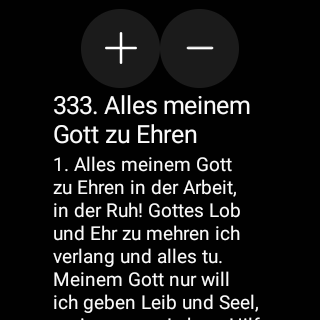 333. Alles meinem
Gott zu Ehren
1. Alles meinem Gott
zu Ehren in der Arbeit,
in der Ruh! Gottes Lob
und Ehr zu mehren ich
verlang und alles tu.
Meinem Gott nur will
ich geben Leib und Seel,